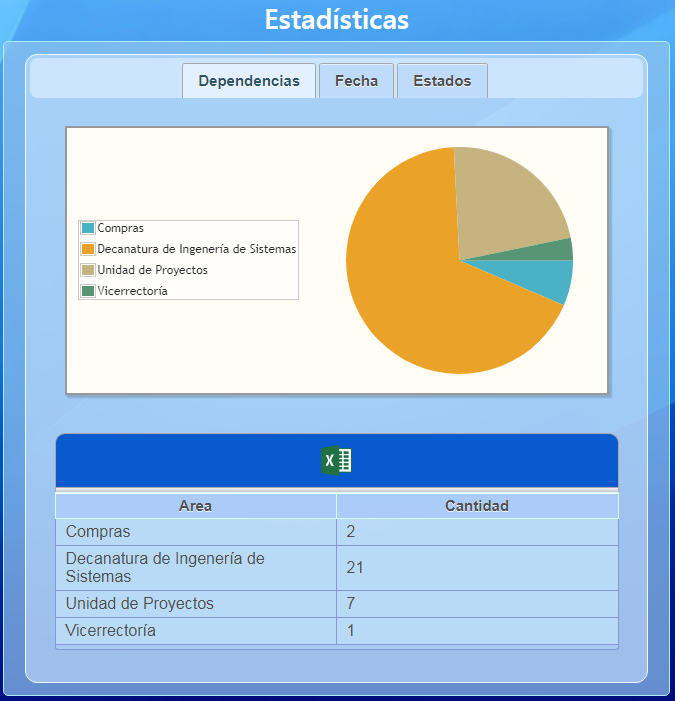 Estadísticas
Dependencias Fecha Estados
Compras
Decanatura de Ingenería de Sistemas
Unidad de Proyectos
Vicerrectoría
X
Area Cantidad
Compras 2
Decanatura de Ingenería de
Sistemas 21
Unidad de Proyectos 7
Vicerrectoría 1